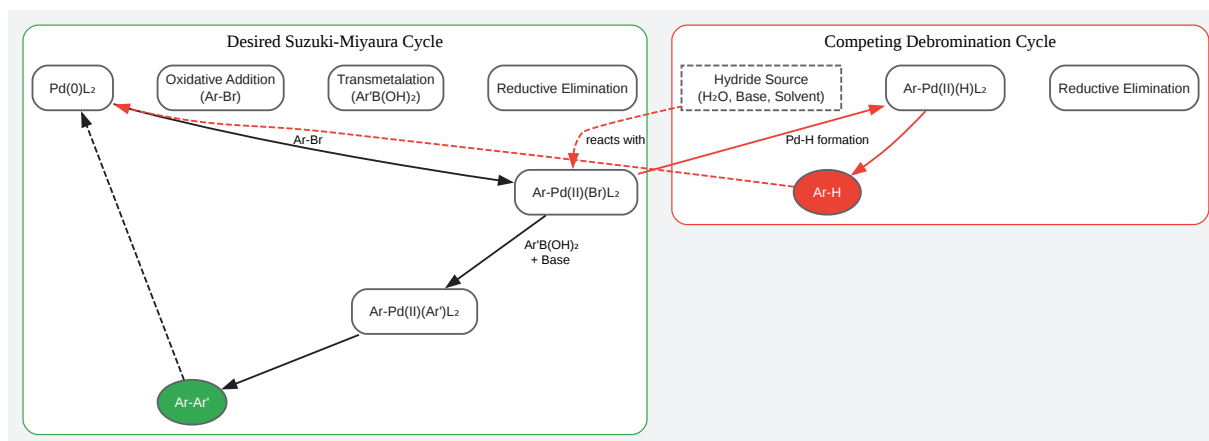 Desired Suzuki-Miyaura Cycle
Pd(0)L₂
Oxidative Addition
(Ar-Br)
Transmetalation
(Ar'B(OH)₂)
Reductive Elimination
Ar-Br
reacts with
Ar-Pd(II)(Br)L₂
Ar'B(OH)₂
+ Base
Ar-Pd(II)(Ar')L₂
Ar-Ar'
Competing Debromination Cycle
Hydride Source
(H₂O, Base, Solvent)
Ar-Pd(II)(H)L₂
Reductive Elimination
Pd-H formation
Ar-H